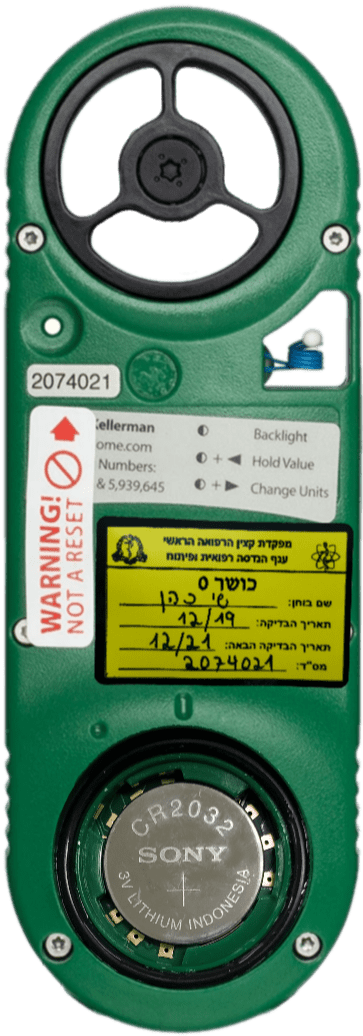 2074021
Kellerman
ome.com
Numbers:
& 5,939,645
Backlight
+ ◄ Hold Value
+ ► Change Units
WARNING!
NOT A RESET
מפקדת קצין הרפואה הראשי
ענף הנדסה רפואית ופיתוח
כושר 0
שם בוחן: שי כהן
תאריך הבדיקה: 12/19
תאריך הבדיקה הבאה: 12/21
מס"ד: 2074021
CR2032
SONY
+
3V LITHIUM INDONESIA